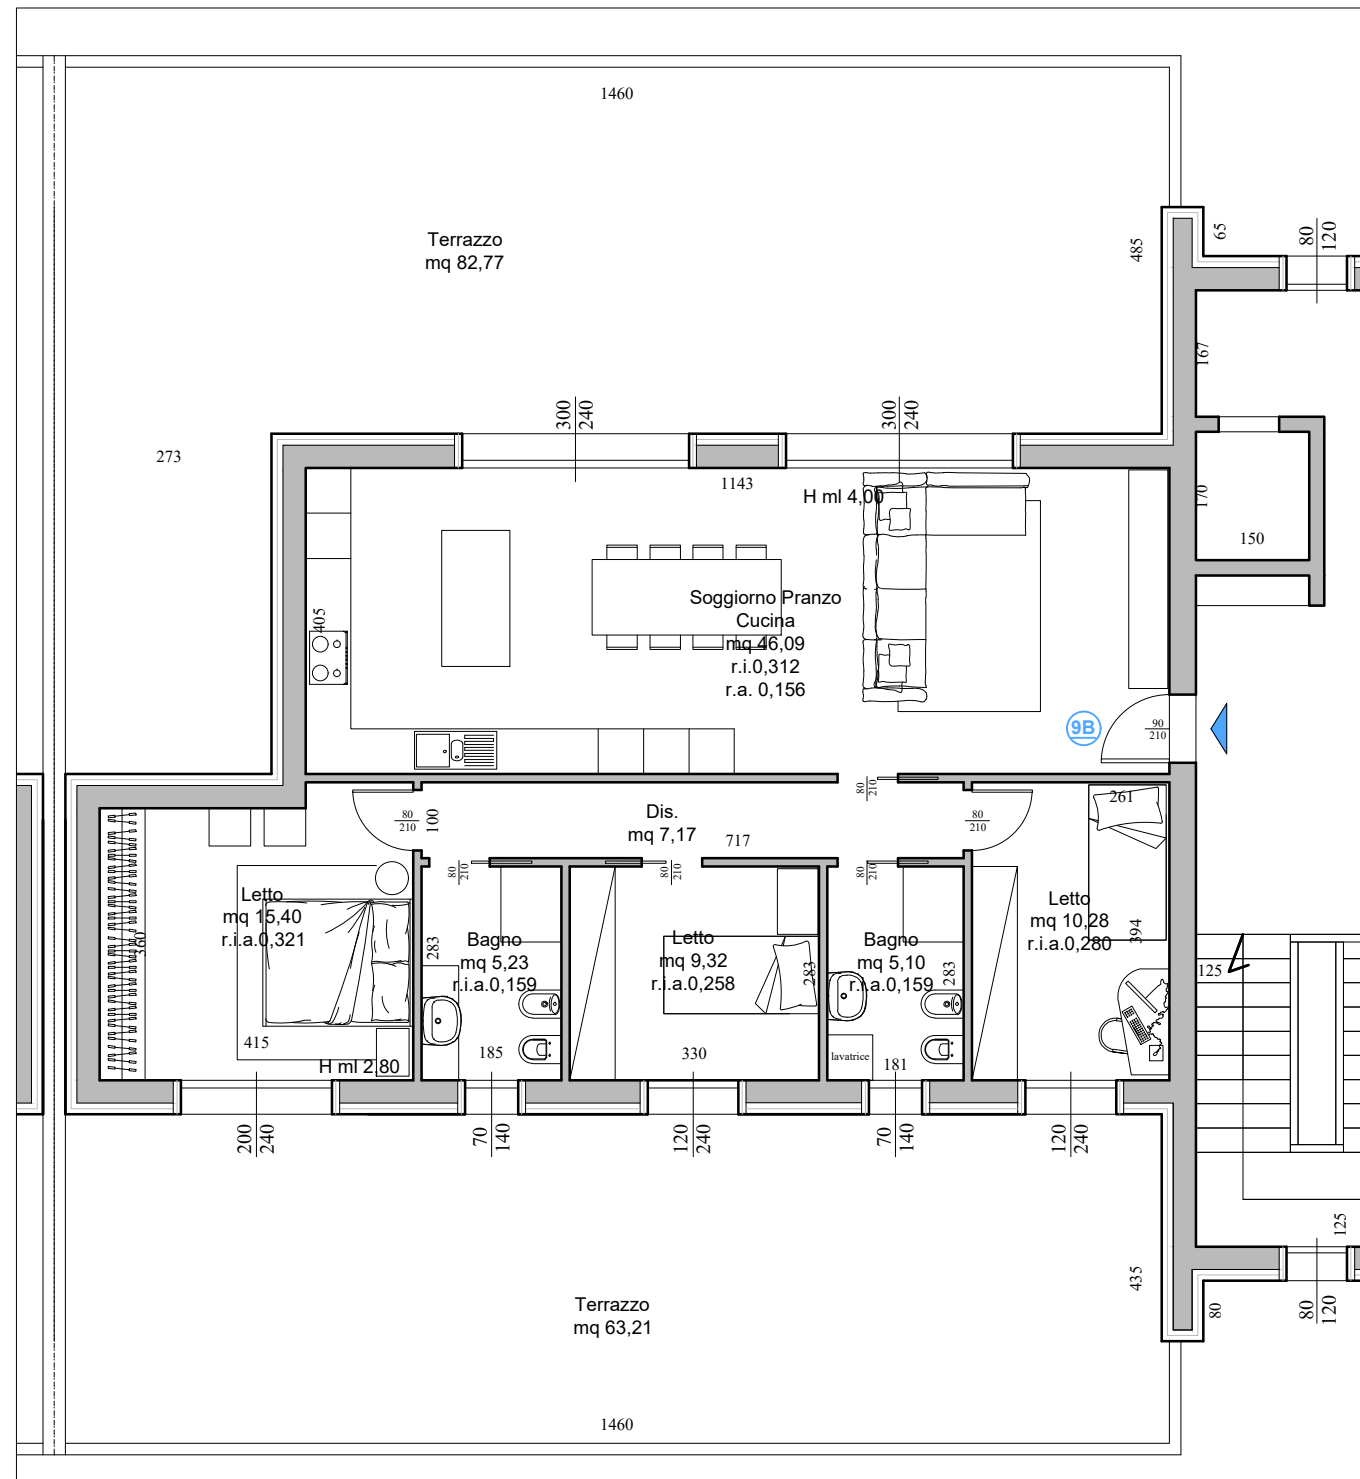 1460
Terrazzo
mq 82,77
485
65
80
120
167
273
300
240
300
240
1143
H ml 4,00
170
150
405
Soggiorno Pranzo
Cucina
mq 46,09
r.i.0,312
r.a. 0,156
9B
90
210
80
210
261
80
210
100
Dis.
mq 7,17
717
80
210
80
210
80
210
80
210
Letto
mq 15,40
r.i.a.0,321
360
283
Bagno
mq 5,23
r.i.a.0,159
Letto
mq 9,32
r.i.a.0,258
283
Bagno
mq 5,10
r.i.a.0,159
283
Letto
mq 10,28
r.i.a.0,280
394
125
415
H ml 2.80
185
330
lavatrice
181
200
240
70
140
120
240
70
140
120
240
125
435
80
80
120
Terrazzo
mq 63,21
1460